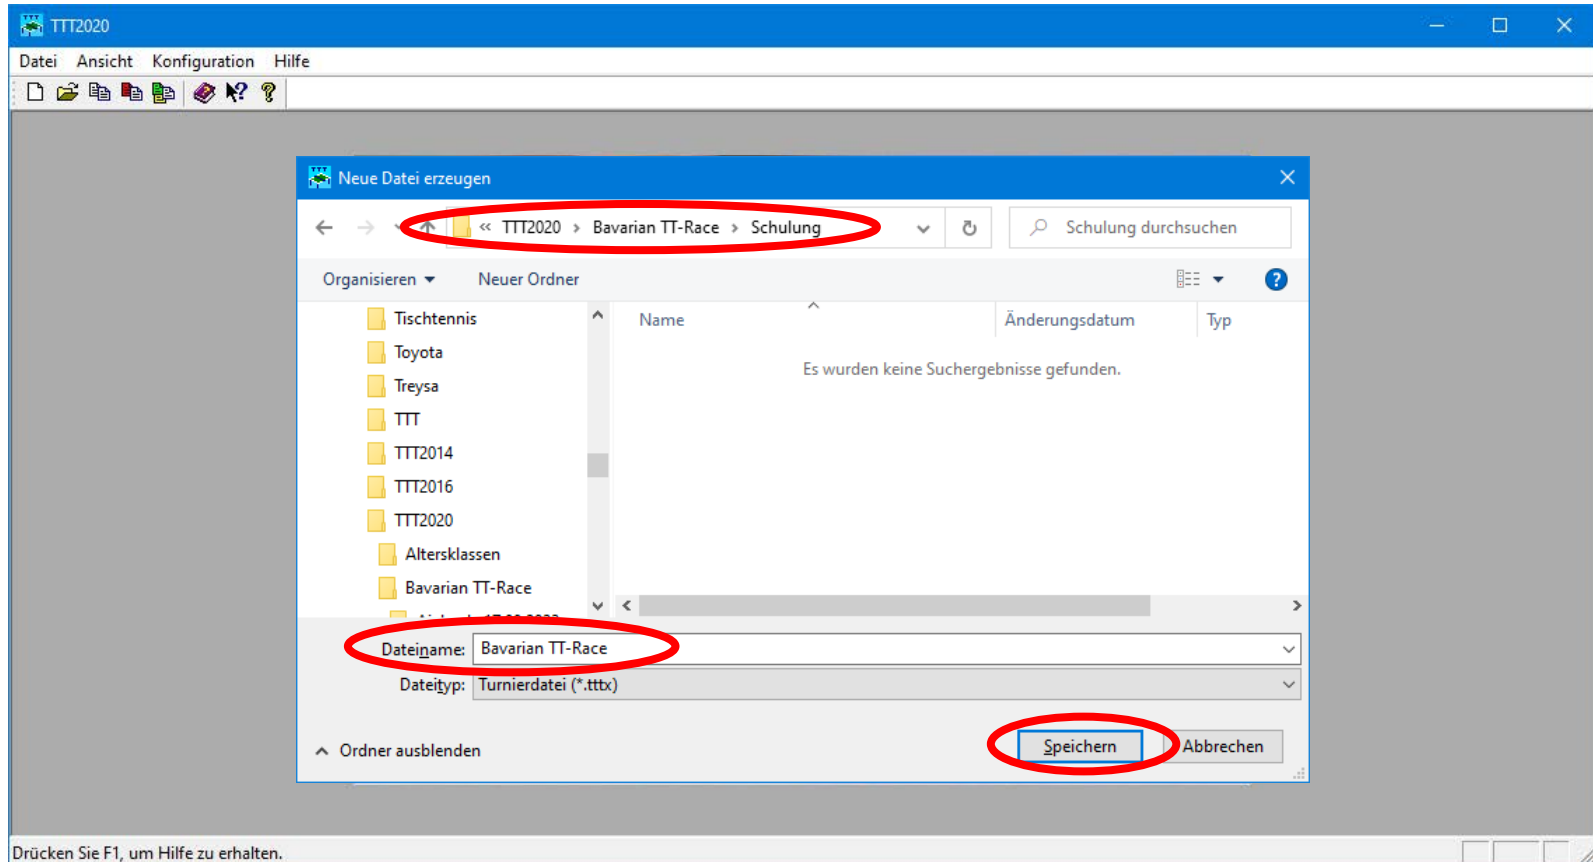 TTT2020
Datei Ansicht Konfiguration Hilfe
Neue Datei erzeugen
« TTT2020 › Bavarian TT-Race › Schulung
Schulung durchsuchen
Organisieren
Neuer Ordner
Tischtennis
Toyota
Treysa
TTT
TTT2014
TTT2016
TTT2020
Altersklassen
Bavarian TT-Race
Name Änderungsdatum Typ
Es wurden keine Suchergebnisse gefunden.
Dateiname: Bavarian TT-Race
Dateityp: Turnierdatei (*.tttx)
Ordner ausblenden
Speichern Abbrechen
Drücken Sie F1, um Hilfe zu erhalten.